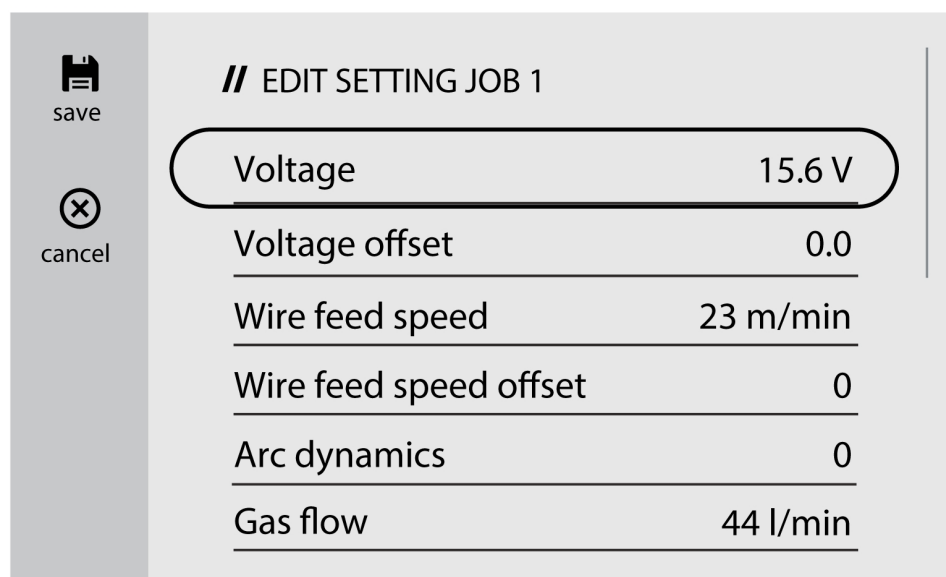 save
cancel
// EDIT SETTING JOB 1
Voltage 15.6 V
Voltage offset 0.0
Wire feed speed 23 m/min
Wire feed speed offset 0
Arc dynamics 0
Gas flow 44 l/min